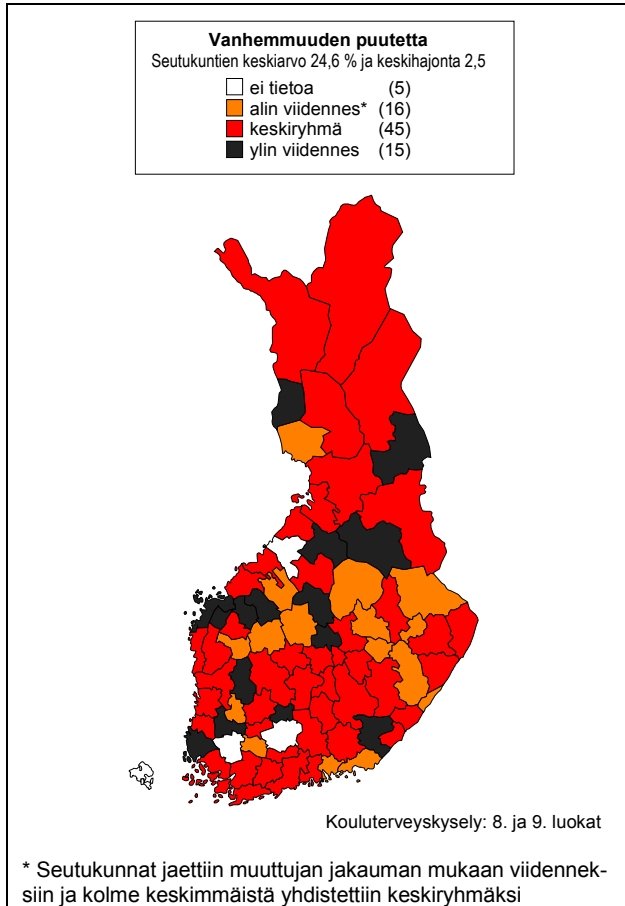 Vanhemmuuden puutetta
Seutukuntien keskiarvo 24,6 % ja keskihajonta 2,5
ei tietoa (5)
alin viidennes* (16)
keskiryhmä (45)
ylin viidennes (15)
Kouluterveyskysely: 8. ja 9. luokat
* Seutukunnat jaettiin muuttujan jakauman mukaan viidennek-
siin ja kolme keskimmäistä yhdistettiin keskiryhmäksi